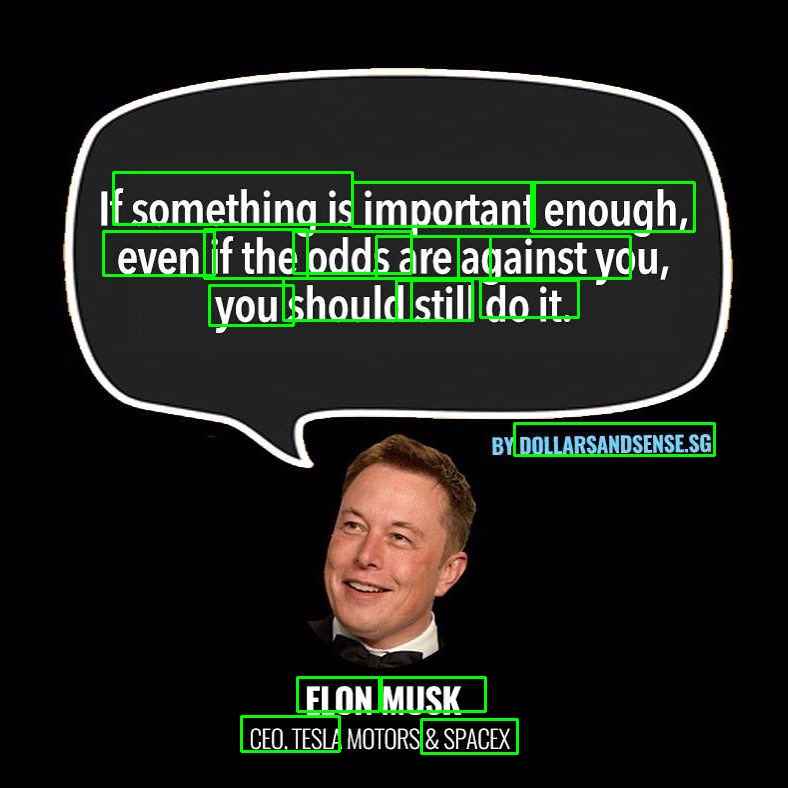 If something is important enough,
even if the odds are against you,
you should still do it.
BY DOLLARSANDSENSE.SG
ELON MUSK
CEO, TESLA MOTORS & SPACEX